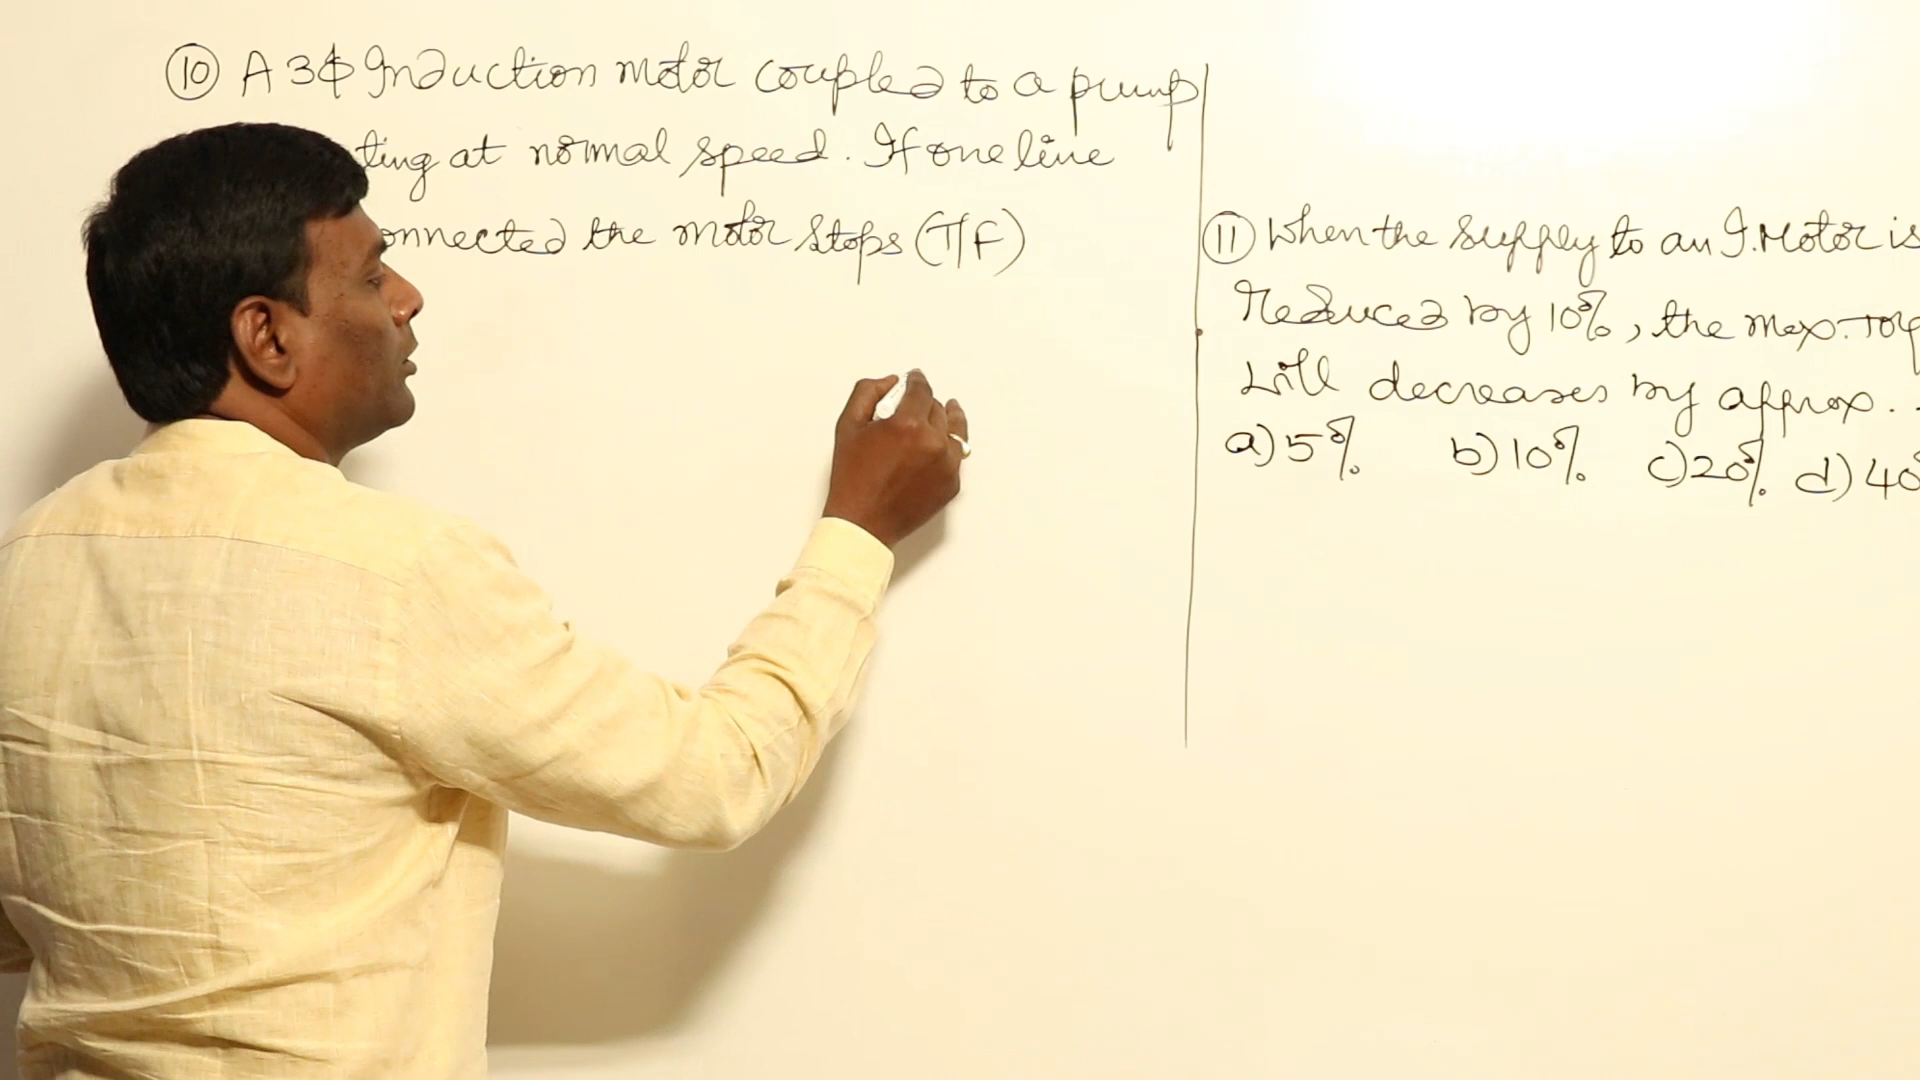 10 A 3ϕ Induction motor coupled to a pump
ting at normal speed. If one line
onnected the motor stops (T/F)
11 When the supply to an I.Motor is
reduced by 10%, the max. Torq
will decreases by approx..
a) 5% b) 10% c) 20% d) 40